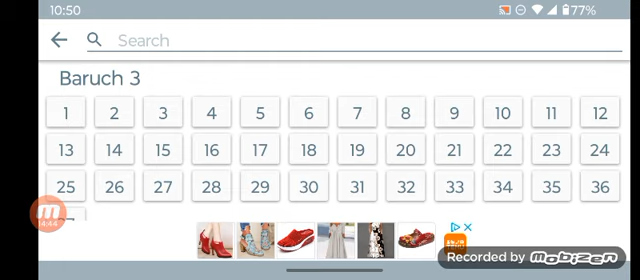 10:50
77%
Search
Baruch 3
1 2 3 4 5 6 7 8 9 10 11 12
13 14 15 16 17 18 19 20 21 22 23 24
25 26 27 28 29 30 31 32 33 34 35 36
14:44
Recorded by mobizen